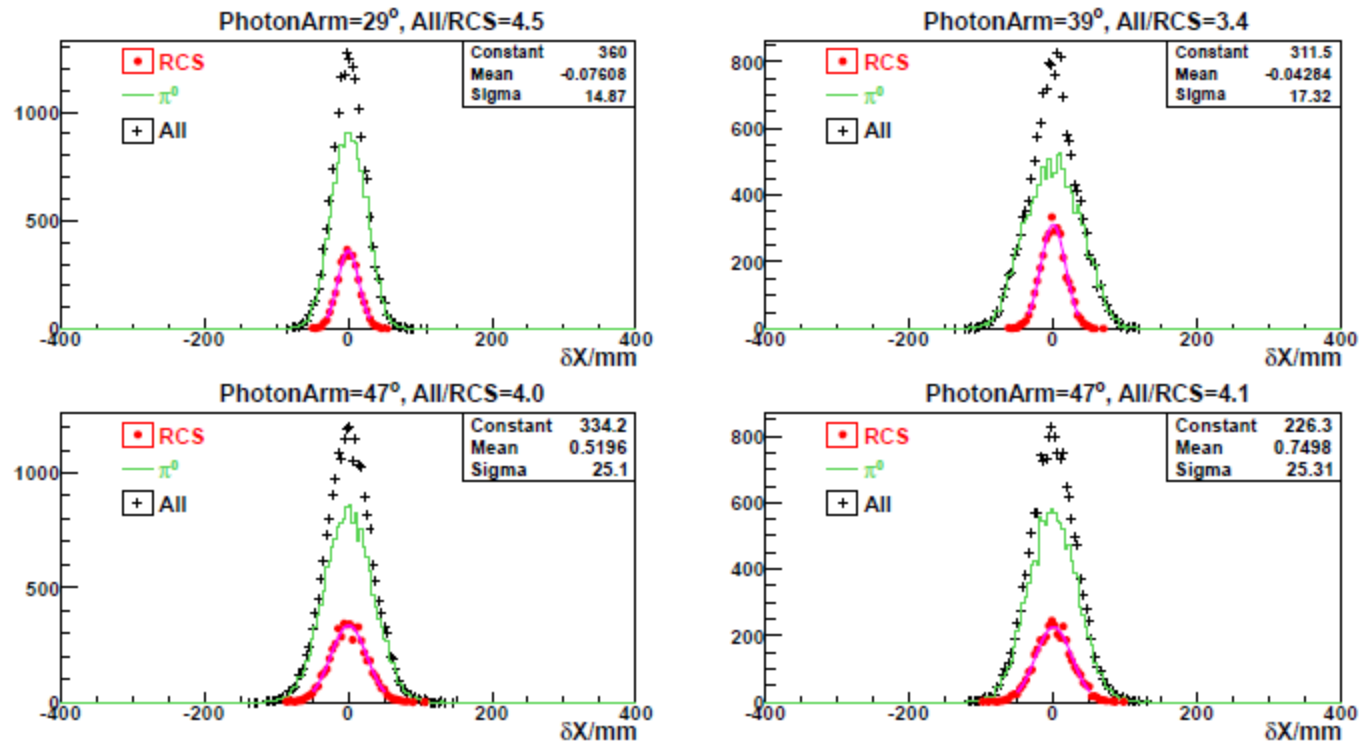 PhotonArm=29°, All/RCS=4.5
RCS
π⁰
All
Constant 360
Mean -0.07608
Sigma 14.87
1000
500
0
-400 -200 0 200 400
δX/mm
PhotonArm=39°, All/RCS=3.4
RCS
π⁰
All
Constant 311.5
Mean -0.04284
Sigma 17.32
800
600
400
200
0
-400 -200 0 200 400
δX/mm
PhotonArm=47°, All/RCS=4.0
RCS
π⁰
All
Constant 334.2
Mean 0.5196
Sigma 25.1
1000
500
0
-400 -200 0 200 400
δX/mm
PhotonArm=47°, All/RCS=4.1
RCS
π⁰
All
Constant 226.3
Mean 0.7498
Sigma 25.31
800
600
400
200
0
-400 -200 0 200 400
δX/mm